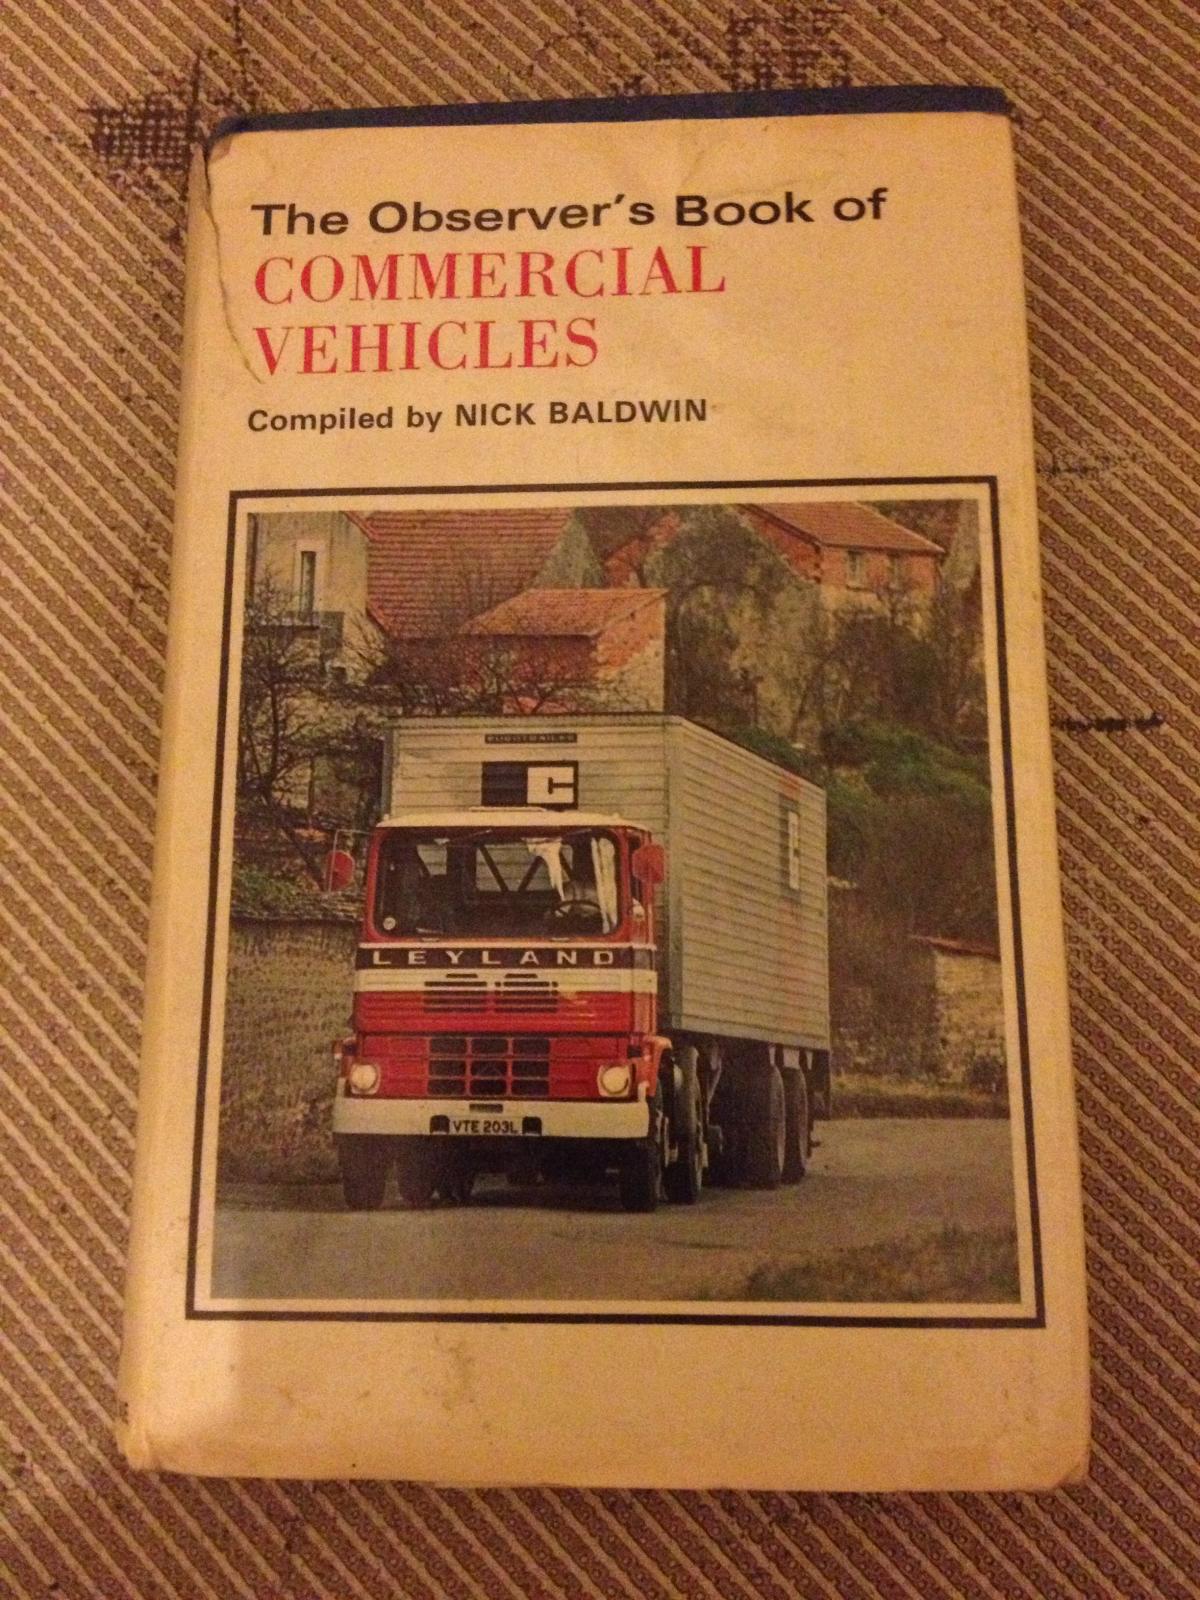 The Observer's Book of
COMMERCIAL
VEHICLES
Compiled by NICK BALDWIN
C
LEYLAND
VTE 203L